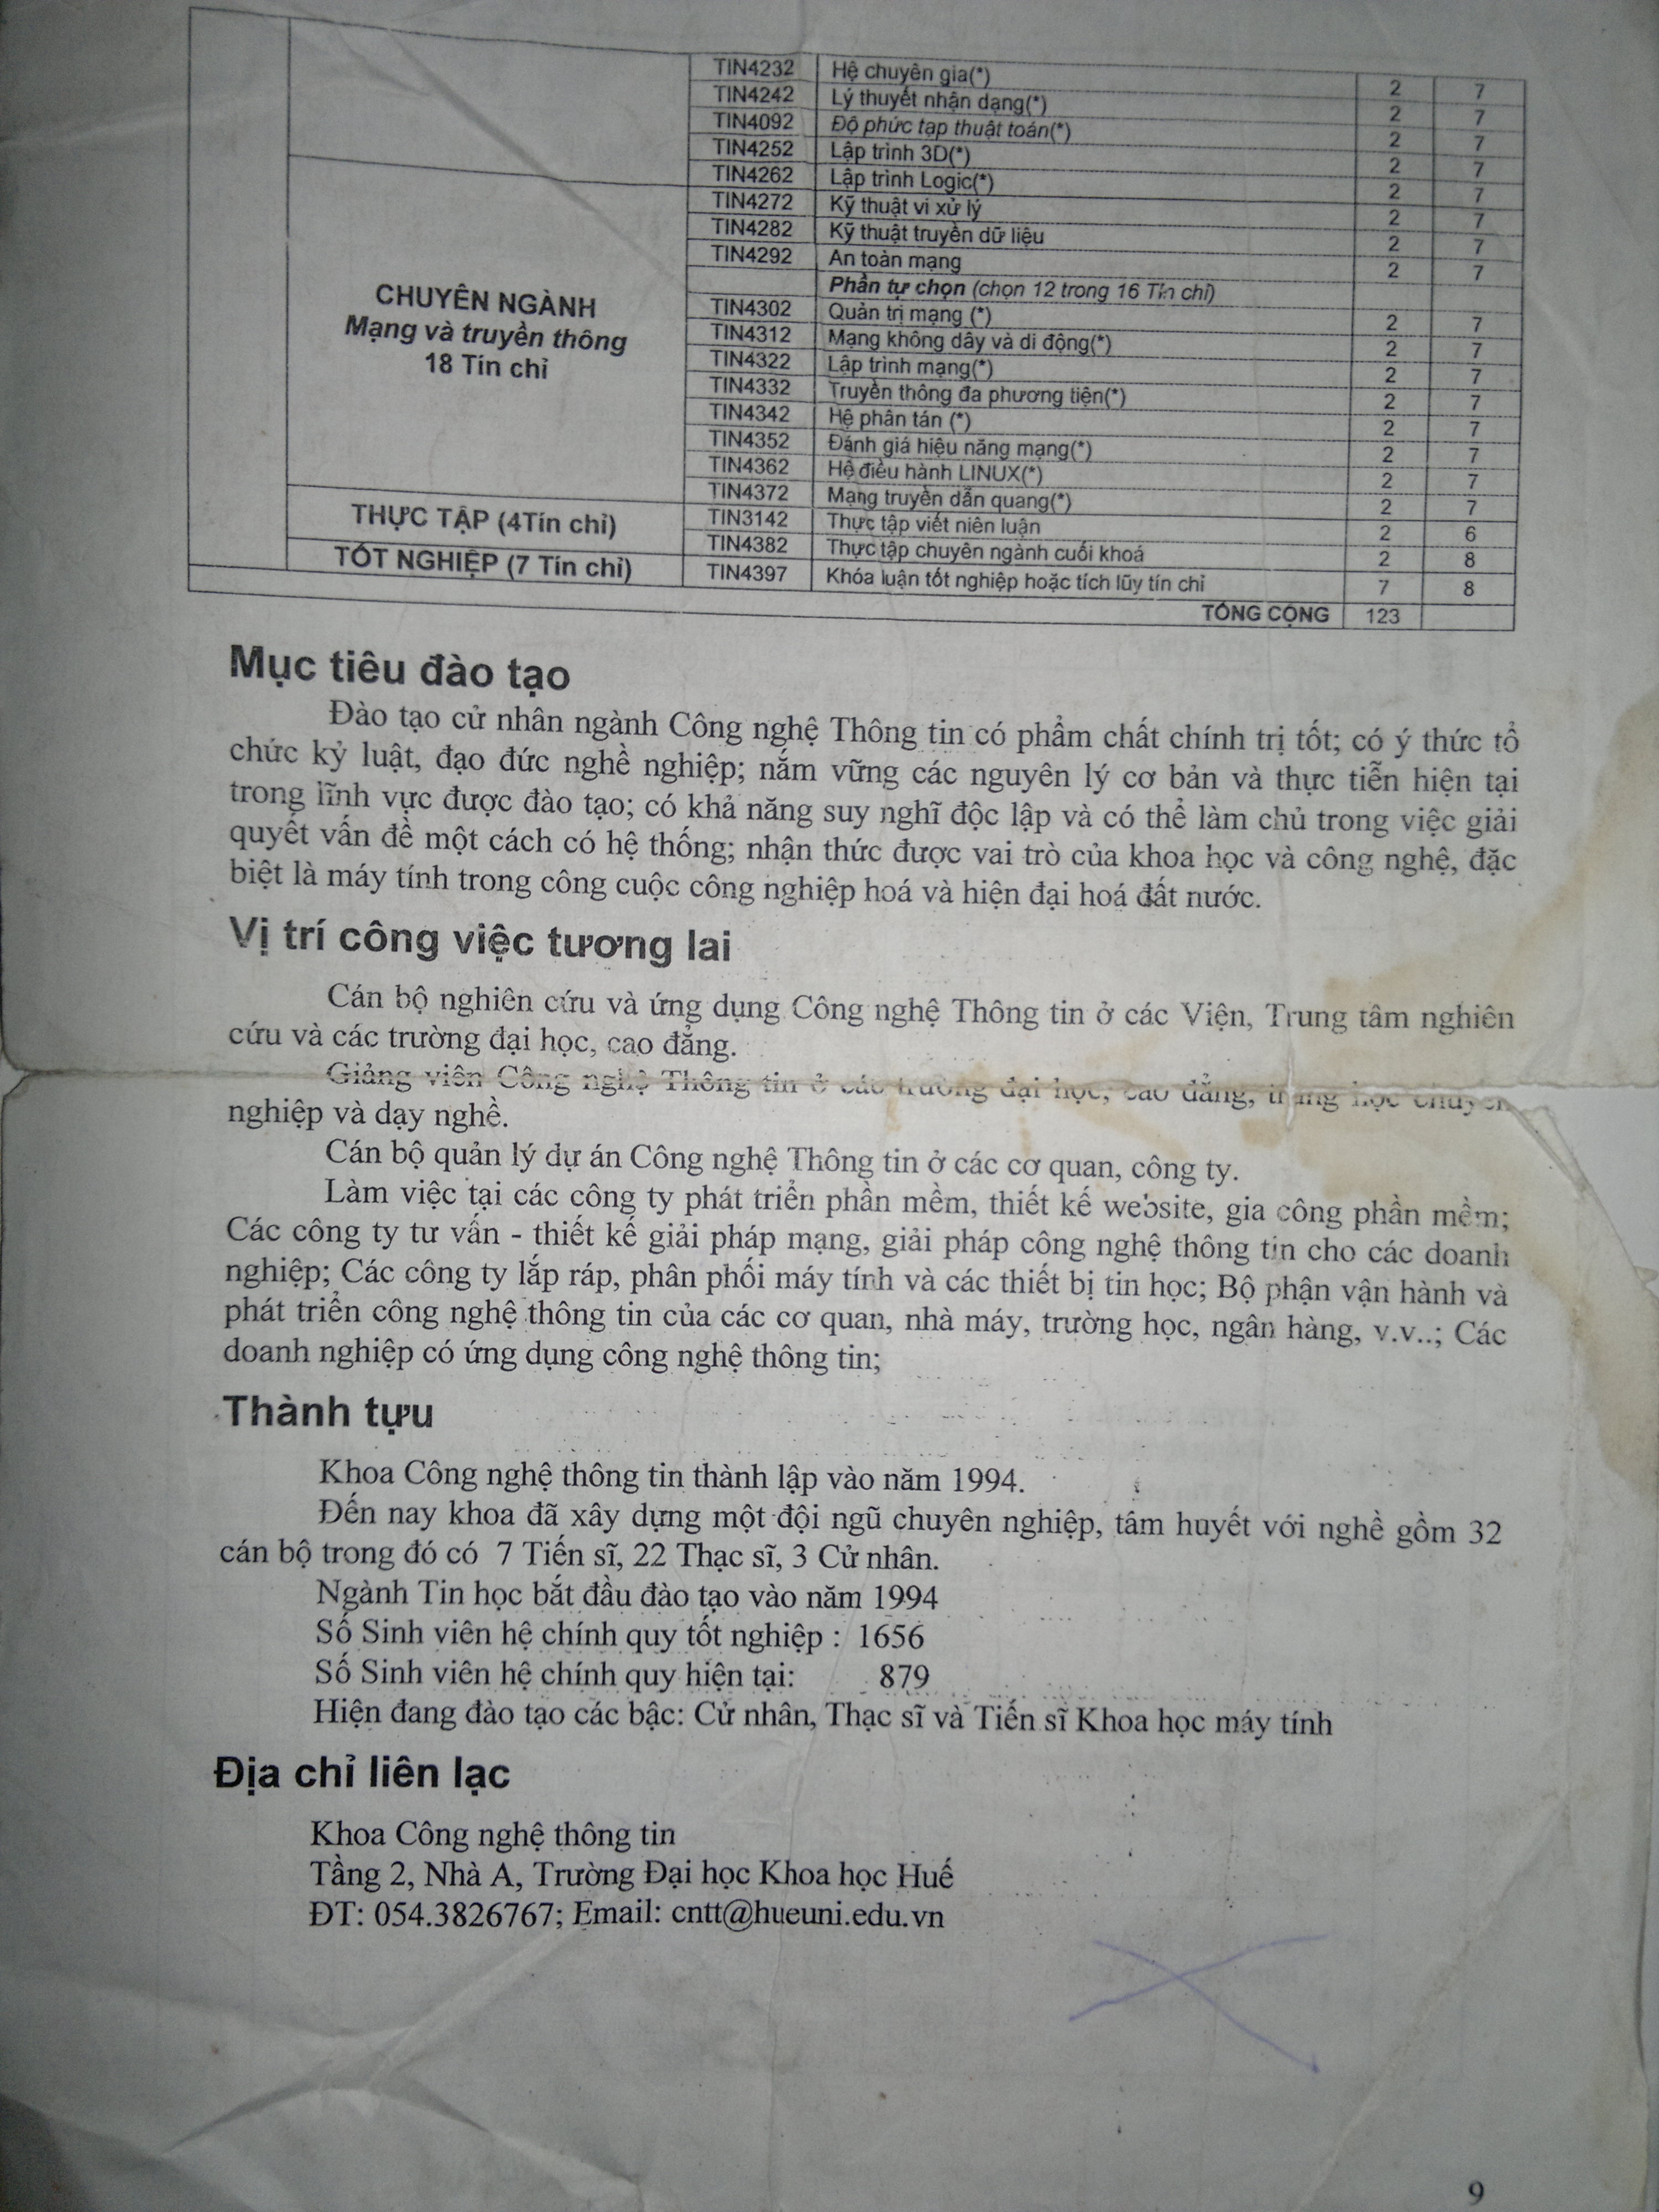 TIN4232 Hệ chuyên gia(*) 2 7
TIN4242 Lý thuyết nhận dạng(*) 2 7
TIN4092 Độ phức tạp thuật toán(*) 2 7
TIN4252 Lập trình 3D(*) 2 7
TIN4262 Lập trình Logic(*) 2 7
CHUYÊN NGÀNH
Mạng và truyền thông
18 Tín chỉ
TIN4272 Kỹ thuật vi xử lý 2 7
TIN4282 Kỹ thuật truyền dữ liệu 2 7
TIN4292 An toàn mạng 2 7
Phần tự chọn (chọn 12 trong 16 Tín chỉ)
TIN4302 Quản trị mạng (*) 2 7
TIN4312 Mạng không dây và di động(*) 2 7
TIN4322 Lập trình mạng(*) 2 7
TIN4332 Truyền thông đa phương tiện(*) 2 7
TIN4342 Hệ phân tán (*) 2 7
TIN4352 Đánh giá hiệu năng mạng(*) 2 7
TIN4362 Hệ điều hành LINUX(*) 2 7
TIN4372 Mạng truyền dẫn quang(*) 2 7
THỰC TẬP (4Tín chỉ)
TIN3142 Thực tập viết niên luận 2 6
TIN4382 Thực tập chuyên ngành cuối khoá 2 8
TỐT NGHIỆP (7 Tín chỉ) TIN4397 Khóa luận tốt nghiệp hoặc tích lũy tín chỉ 7 8
TỔNG CỘNG 123
Mục tiêu đào tạo
Đào tạo cử nhân ngành Công nghệ Thông tin có phẩm chất chính trị tốt; có ý thức tổ
chức kỷ luật, đạo đức nghề nghiệp; nắm vững các nguyên lý cơ bản và thực tiễn hiện tại
trong lĩnh vực được đào tạo; có khả năng suy nghĩ độc lập và có thể làm chủ trong việc giải
quyết vấn đề một cách có hệ thống; nhận thức được vai trò của khoa học và công nghệ, đặc
biệt là máy tính trong công cuộc công nghiệp hoá và hiện đại hoá đất nước.
Vị trí công việc tương lai
Cán bộ nghiên cứu và ứng dụng Công nghệ Thông tin ở các Viện, Trung tâm nghiên
cứu và các trường đại học, cao đẳng.
Giảng viên Công nghệ Thông tin ở các trường đại học, cao đẳng, trung học chuyên
nghiệp và dạy nghề.
Cán bộ quản lý dự án Công nghệ Thông tin ở các cơ quan, công ty.
Làm việc tại các công ty phát triển phần mềm, thiết kế website, gia công phần mềm;
Các công ty tư vấn - thiết kế giải pháp mạng, giải pháp công nghệ thông tin cho các doanh
nghiệp; Các công ty lắp ráp, phân phối máy tính và các thiết bị tin học; Bộ phận vận hành và
phát triển công nghệ thông tin của các cơ quan, nhà máy, trường học, ngân hàng, v.v..; Các
doanh nghiệp có ứng dụng công nghệ thông tin;
Thành tựu
Khoa Công nghệ thông tin thành lập vào năm 1994.
Đến nay khoa đã xây dựng một đội ngũ chuyên nghiệp, tâm huyết với nghề gồm 32
cán bộ trong đó có 7 Tiến sĩ, 22 Thạc sĩ, 3 Cử nhân.
Ngành Tin học bắt đầu đào tạo vào năm 1994
Số Sinh viên hệ chính quy tốt nghiệp : 1656
Số Sinh viên hệ chính quy hiện tại: 879
Hiện đang đào tạo các bậc: Cử nhân, Thạc sĩ và Tiến sĩ Khoa học máy tính
Địa chỉ liên lạc
Khoa Công nghệ thông tin
Tầng 2, Nhà A, Trường Đại học Khoa học Huế
ĐT: 054.3826767; Email: cntt@hueuni.edu.vn
9